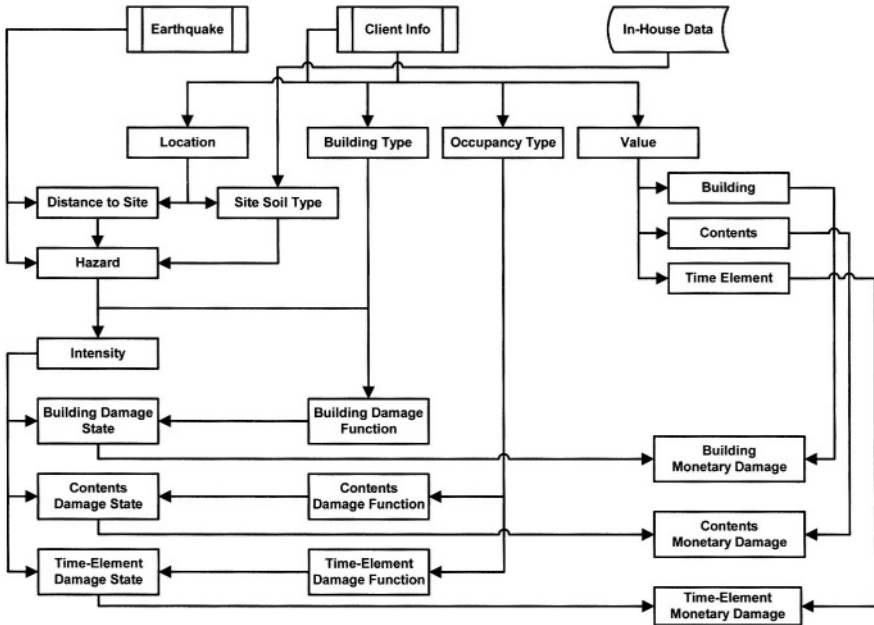 Earthquake
Client Info
In-House Data
Location
Building Type
Occupancy Type
Value
Building
Distance to Site
Site Soil Type
Contents
Hazard
Time Element
Intensity
Building Damage
State
Building Damage
Function
Building
Monetary Damage
Contents
Damage State
Contents
Damage Function
Contents
Monetary Damage
Time-Element
Damage State
Time-Element
Damage Function
Time-Element
Monetary Damage